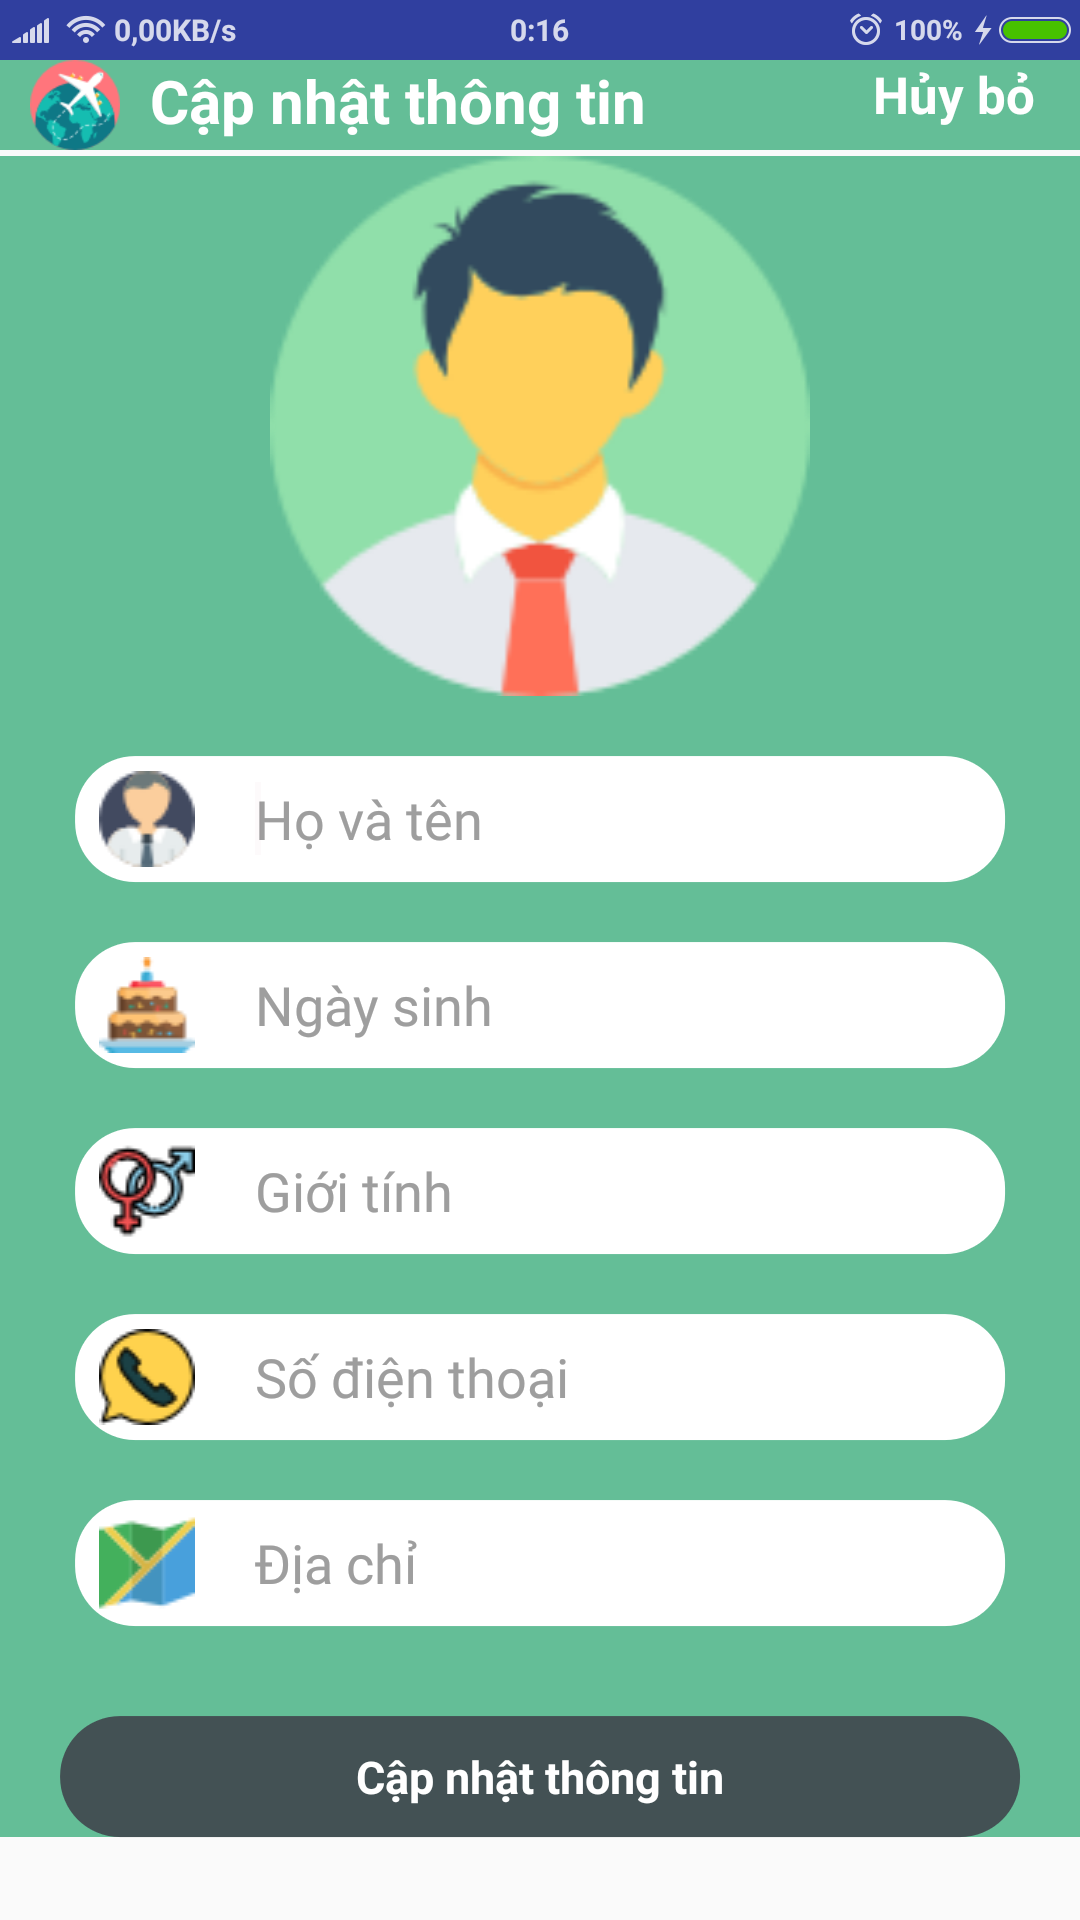 0,00KB/s 0:16 100%
Cập nhật thông tin Hủy bỏ
Họ và tên
Ngày sinh
Giới tính
Số điện thoại
Địa chỉ
Cập nhật thông tin